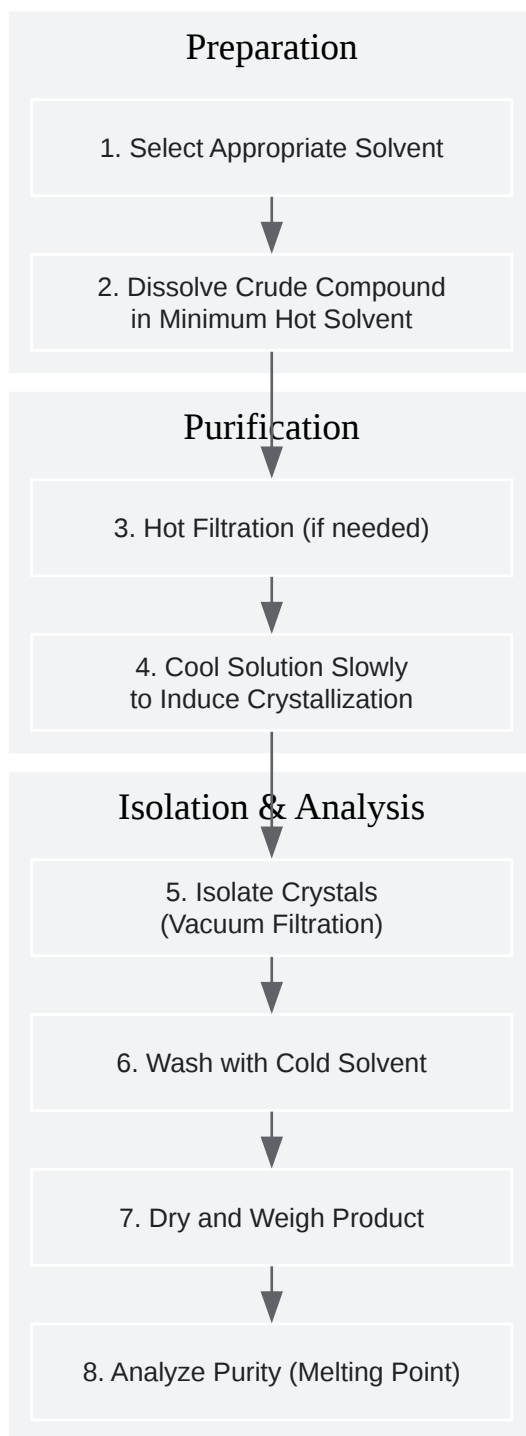 Preparation
1. Select Appropriate Solvent
2. Dissolve Crude Compound
in Minimum Hot Solvent
Purification
3. Hot Filtration (if needed)
4. Cool Solution Slowly
to Induce Crystallization
Isolation & Analysis
5. Isolate Crystals
(Vacuum Filtration)
6. Wash with Cold Solvent
7. Dry and Weigh Product
8. Analyze Purity (Melting Point)